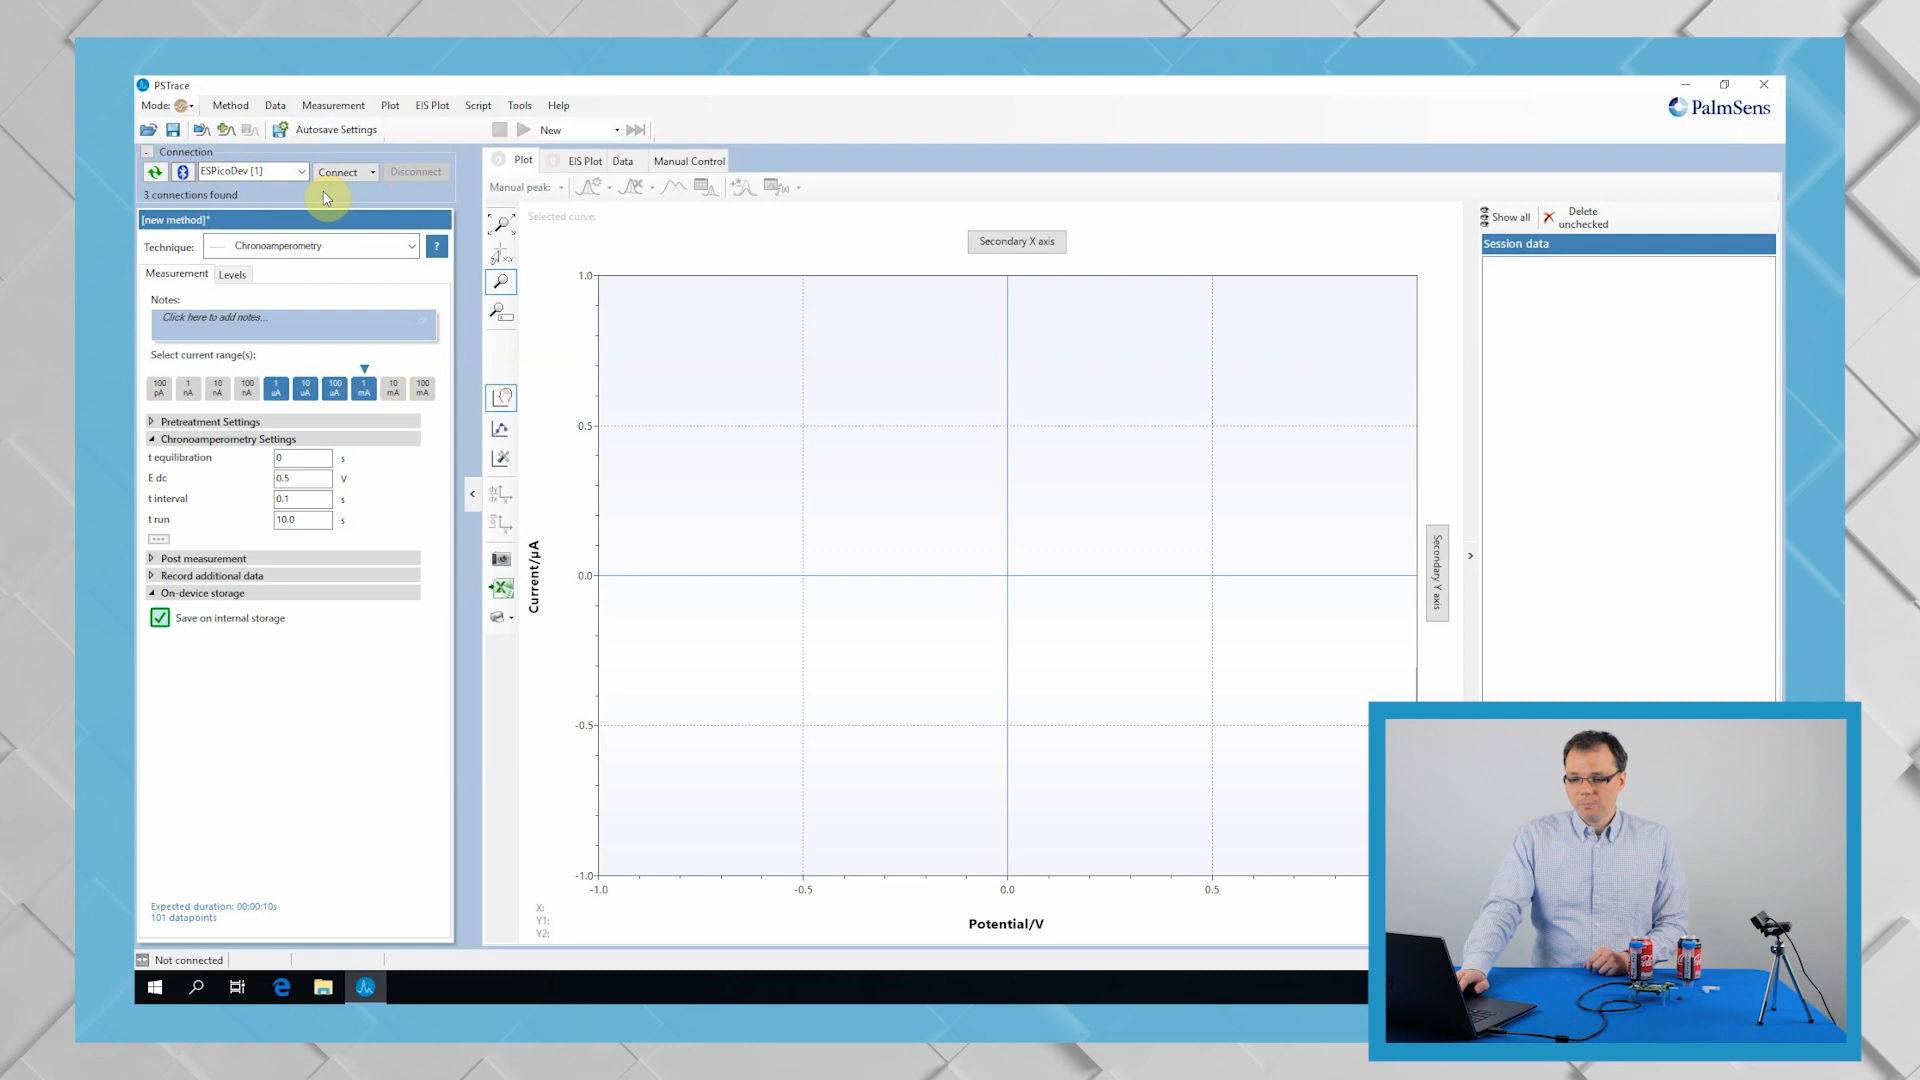 PSTrace
Mode: Method Data Measurement Plot EIS Plot Script Tools Help
PalmSens
Autosave Settings New
Connection
ESPicoDev [1] Connect Disconnect
3 connections found
Plot EIS Plot Data Manual Control
Manual peak:
[new method]*
Technique: Chronoamperometry ?
Measurement Levels
Notes:
Click here to add notes...
Select current range(s):
100 pA
1 nA
10 nA
100 nA
1 uA
10 uA
100 uA
1 mA
10 mA
100 mA
Pretreatment Settings
Chronoamperometry Settings
t equilibration 0 s
E dc 0.5 V
t interval 0.1 s
t run 10.0 s
Post measurement
Record additional data
On-device storage
Save on internal storage
Expected duration: 00:00:10s
101 datapoints
Not connected
Selected curve:
Secondary X axis
1.0
0.5
0.0
-0.5
-1.0
Current/µA
-1.0 -0.5 0.0 0.5
Potential/V
X:
Y1:
Y2:
Secondary Y axis
Show all
Delete unchecked
Session data